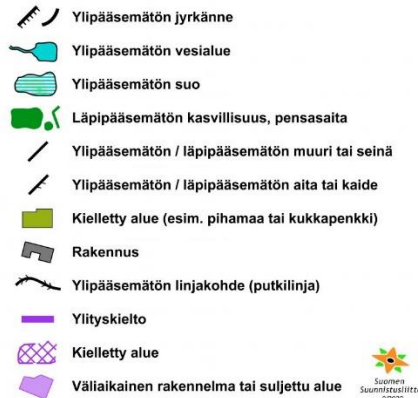 Ylipääsemätön jyrkänne
Ylipääsemätön vesialue
Ylipääsemätön suo
Läpipääsemätön kasvillisuus, pensasaita
Ylipääsemätön / läpipääsemätön muuri tai seinä
Ylipääsemätön / läpipääsemätön aita tai kaide
Kielletty alue (esim. pihamaa tai kukkapenkki)
Rakennus
Ylipääsemätön linjakohde (putkilinja)
Ylityskielto
Kielletty alue
Väliaikainen rakennelma tai suljettu alue
Suomen
Suunnistusliitto